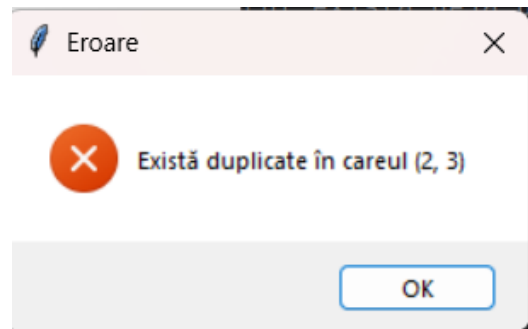 Eroare
Există duplicate în careul (2, 3)
OK